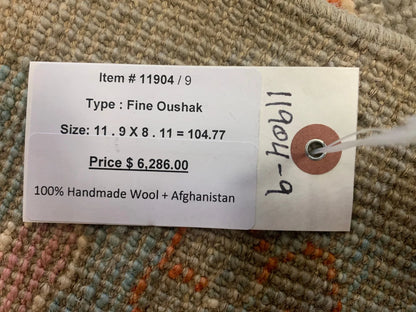 Item # 11904 / 9
Type : Fine Oushak
Size: 11 . 9 X 8 . 11 = 104.77
Price $ 6,286.00
100% Handmade Wool + Afghanistan
11904-9